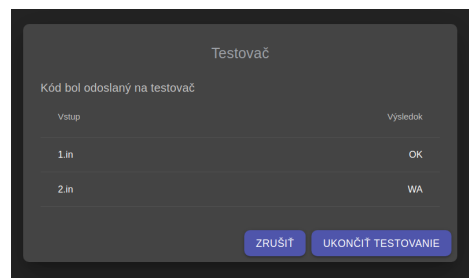 Testovač
Kód bol odoslaný na testovač
Vstup Výsledok
1.in OK
2.in WA
ZRUŠIŤ UKONČIŤ TESTOVANIE